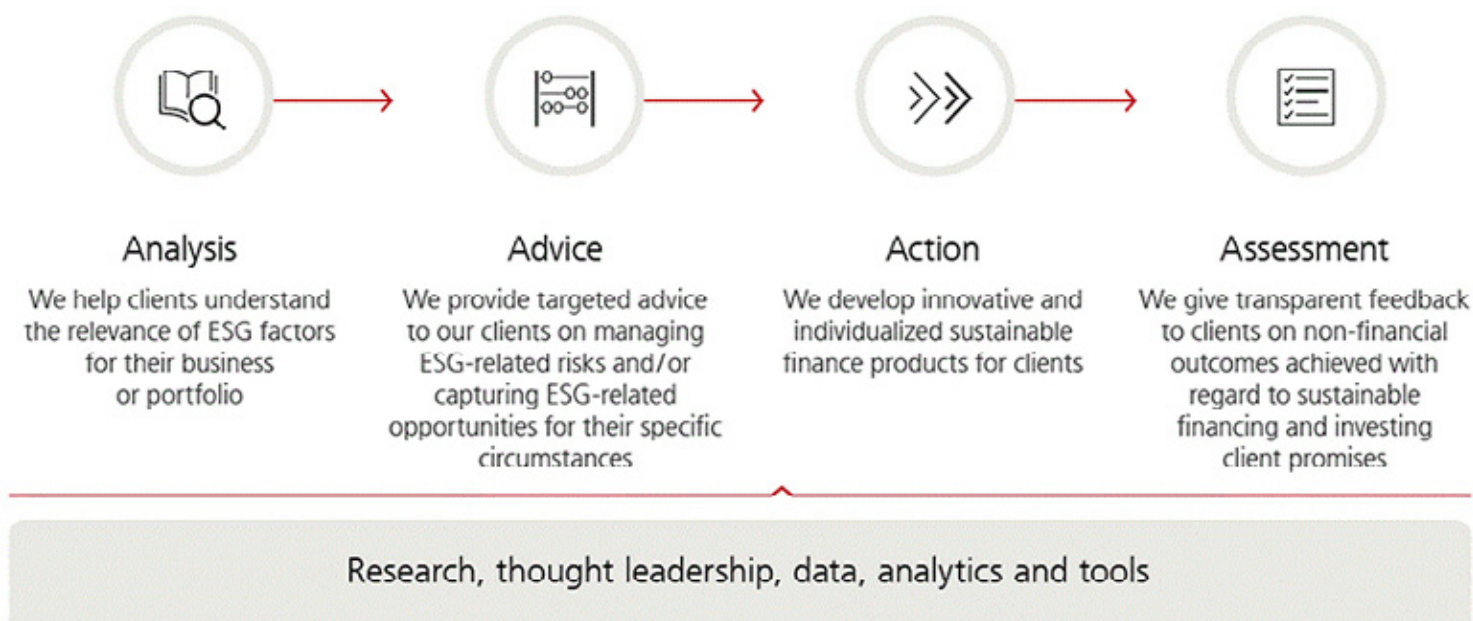 Analysis
We help clients understand
the relevance of ESG factors
for their business
or portfolio
Advice
We provide targeted advice
to our clients on managing
ESG-related risks and/or
capturing ESG-related
opportunities for their specific
circumstances
Action
We develop innovative and
individualized sustainable
finance products for clients
Assessment
We give transparent feedback
to clients on non-financial
outcomes achieved with
regard to sustainable
financing and investing
client promises
Research, thought leadership, data, analytics and tools